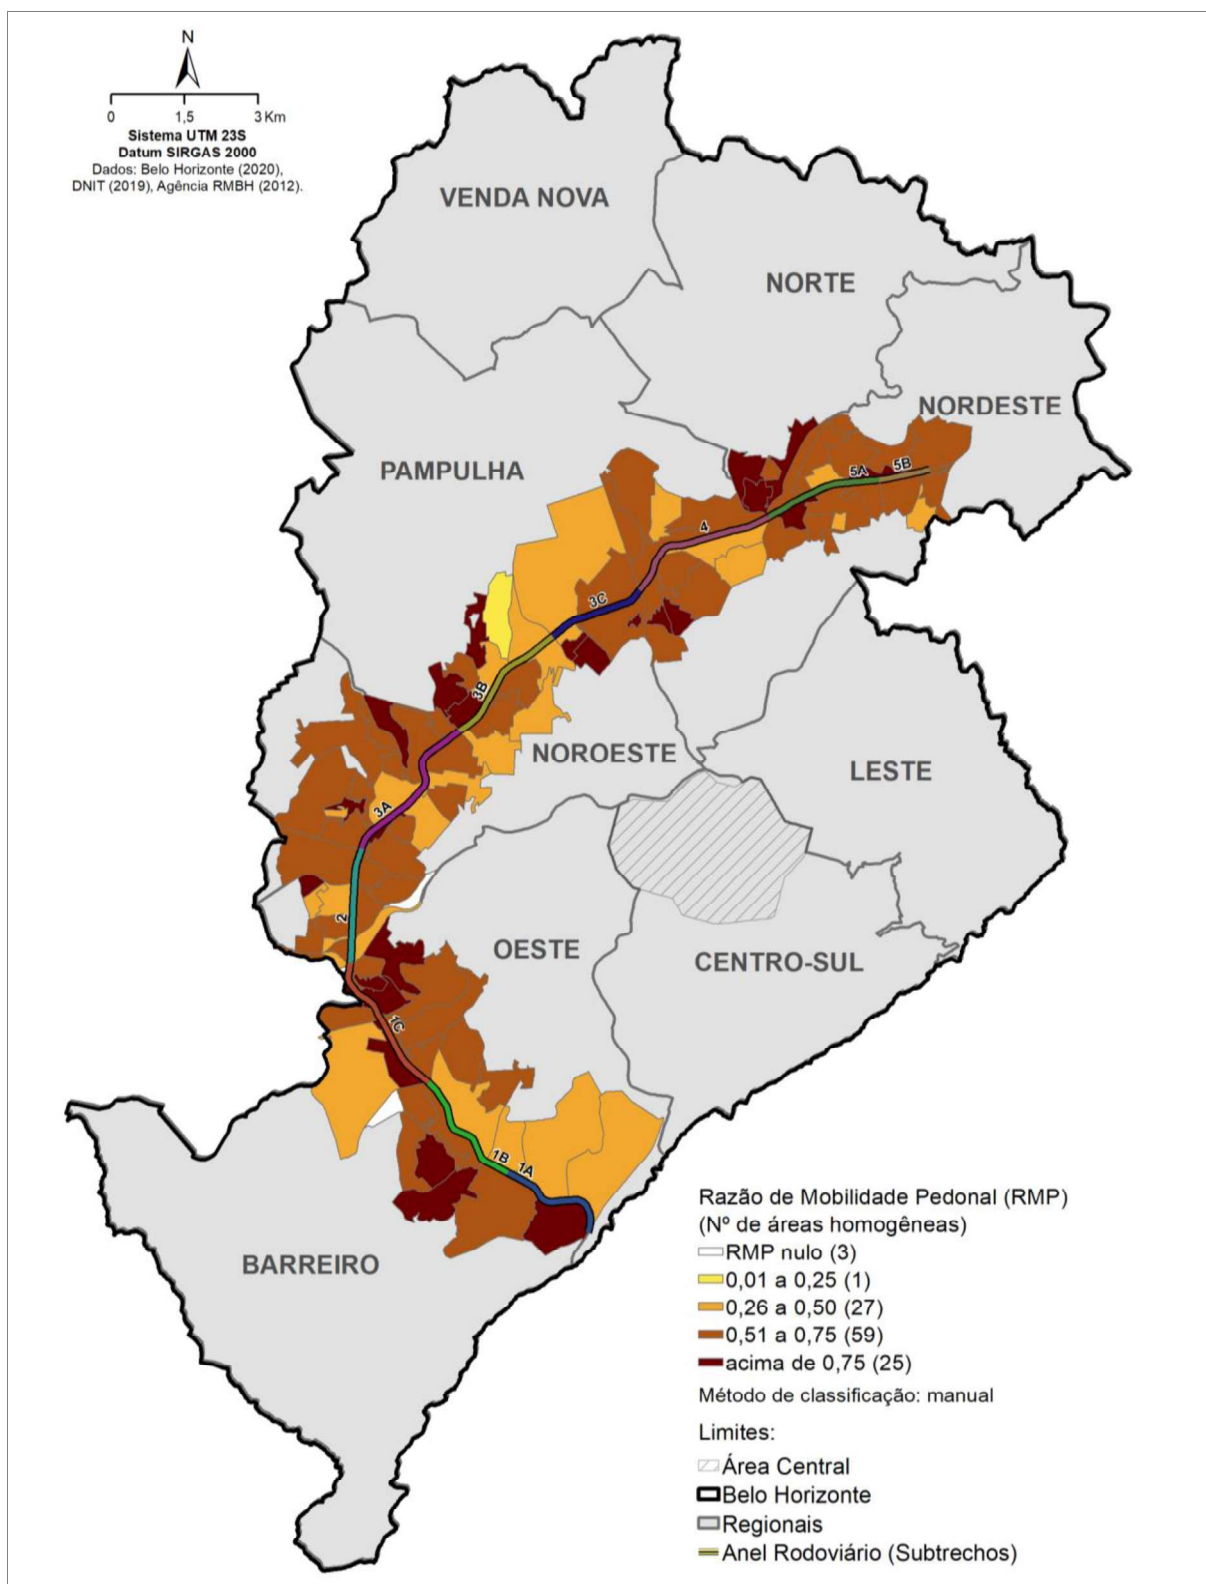 N
0 1,5 3 Km
Sistema UTM 23S
Datum SIRGAS 2000
Dados: Belo Horizonte (2020),
DNIT (2019), Agência RMBH (2012).
VENDA NOVA
NORTE
NORDESTE
PAMPULHA
5A 5B
4
3C
3B
NOROESTE
LESTE
3A
2
OESTE
CENTRO-SUL
1C
1B 1A
BARREIRO
Razão de Mobilidade Pedonal (RMP)
(Nº de áreas homogêneas)
RMP nulo (3)
0,01 a 0,25 (1)
0,26 a 0,50 (27)
0,51 a 0,75 (59)
acima de 0,75 (25)
Método de classificação: manual
Limites:
Área Central
Belo Horizonte
Regionais
Anel Rodoviário (Subtrechos)